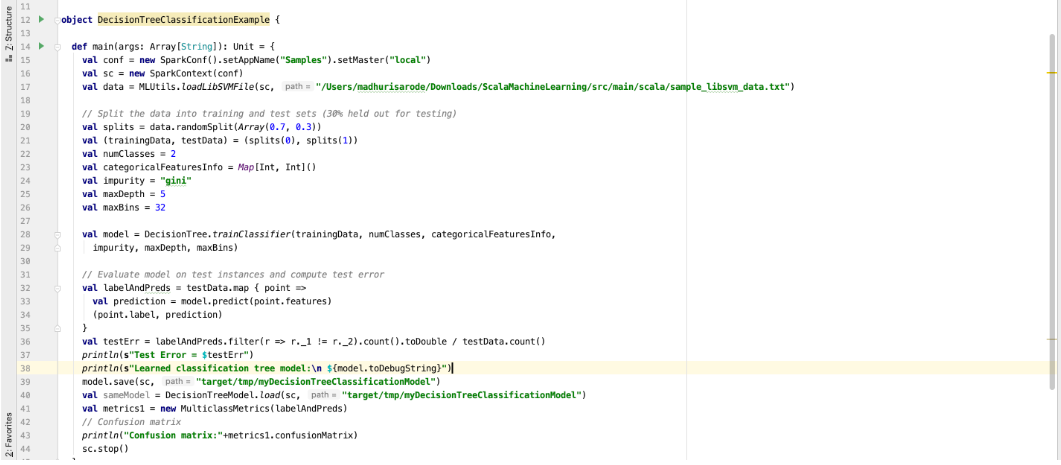 11
12 object DecisionTreeClassificationExample {
13
14 def main(args: Array[String]): Unit = {
15 val conf = new SparkConf().setAppName("Samples").setMaster("local")
16 val sc = new SparkContext(conf)
17 val data = MLUtils.loadLibSVMFile(sc, path = "/Users/madhurisarode/Downloads/ScalaMachineLearning/src/main/scala/sample_libsvm_data.txt")
18
19 // Split the data into training and test sets (30% held out for testing)
20 val splits = data.randomSplit(Array(0.7, 0.3))
21 val (trainingData, testData) = (splits(0), splits(1))
22 val numClasses = 2
23 val categoricalFeaturesInfo = Map[Int, Int]()
24 val impurity = "gini"
25 val maxDepth = 5
26 val maxBins = 32
27
28 val model = DecisionTree.trainClassifier(trainingData, numClasses, categoricalFeaturesInfo,
29 impurity, maxDepth, maxBins)
30
31 // Evaluate model on test instances and compute test error
32 val labelAndPreds = testData.map { point =>
33 val prediction = model.predict(point.features)
34 (point.label, prediction)
35 }
36 val testErr = labelAndPreds.filter(r => r._1 != r._2).count().toDouble / testData.count()
37 println(s"Test Error = $testErr")
38 println(s"Learned classification tree model:\n ${model.toDebugString}")
39 model.save(sc, path = "target/tmp/myDecisionTreeClassificationModel")
40 val sameModel = DecisionTreeModel.load(sc, path = "target/tmp/myDecisionTreeClassificationModel")
41 val metrics1 = new MulticlassMetrics(labelAndPreds)
42 // Confusion matrix
43 println("Confusion matrix:"+metrics1.confusionMatrix)
44 sc.stop()
Z: Structure
2: Favorites